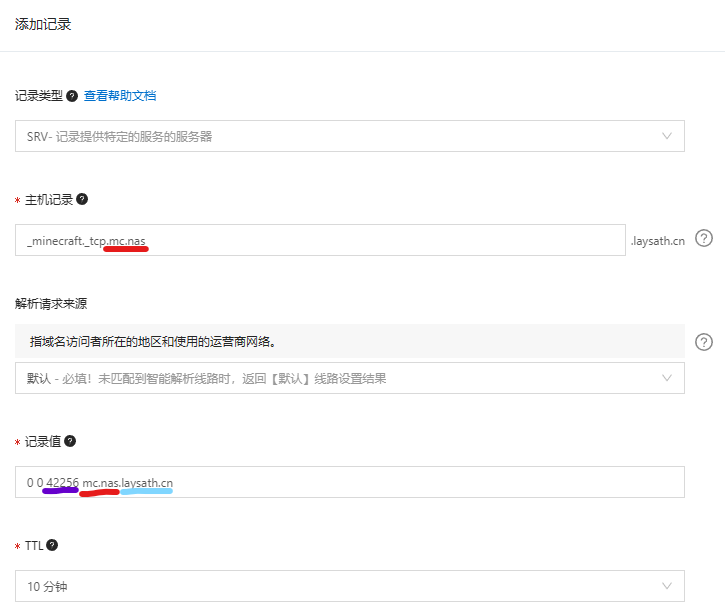 添加记录
记录类型 ? 查看帮助文档
SRV- 记录提供特定的服务的服务器
* 主机记录 ?
_minecraft._tcp.mc.nas .laysath.cn ?
解析请求来源
指域名访问者所在的地区和使用的运营商网络。 ?
默认 - 必填！未匹配到智能解析线路时，返回【默认】线路设置结果
* 记录值 ?
0 0 42256 mc.nas.laysath.cn
* TTL ?
10 分钟